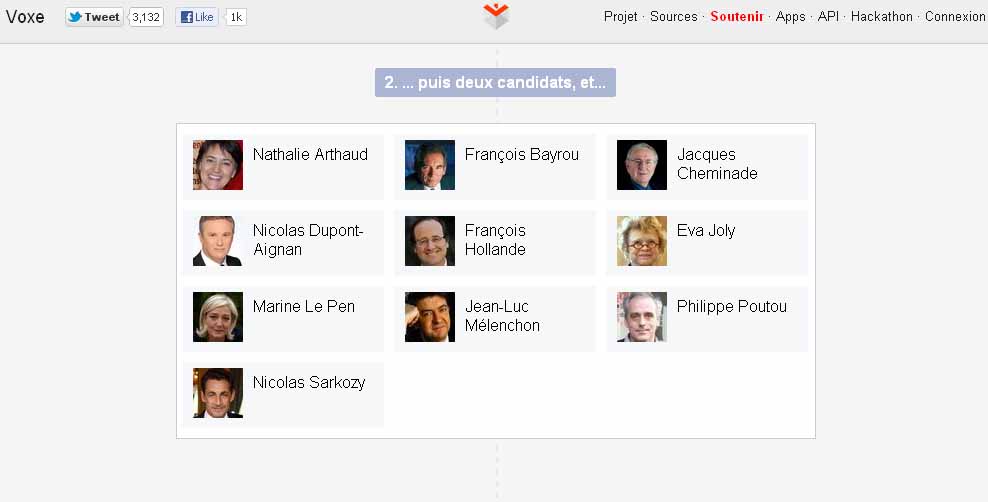 Voxe Tweet 3,132 Like 1k Projet · Sources · Soutenir · Apps · API · Hackathon · Connexion
2. ... puis deux candidats, et...
Nathalie Arthaud
François Bayrou
Jacques
Cheminade
Nicolas Dupont-
Aignan
François
Hollande
Eva Joly
Marine Le Pen
Jean-Luc
Mélenchon
Philippe Poutou
Nicolas Sarkozy